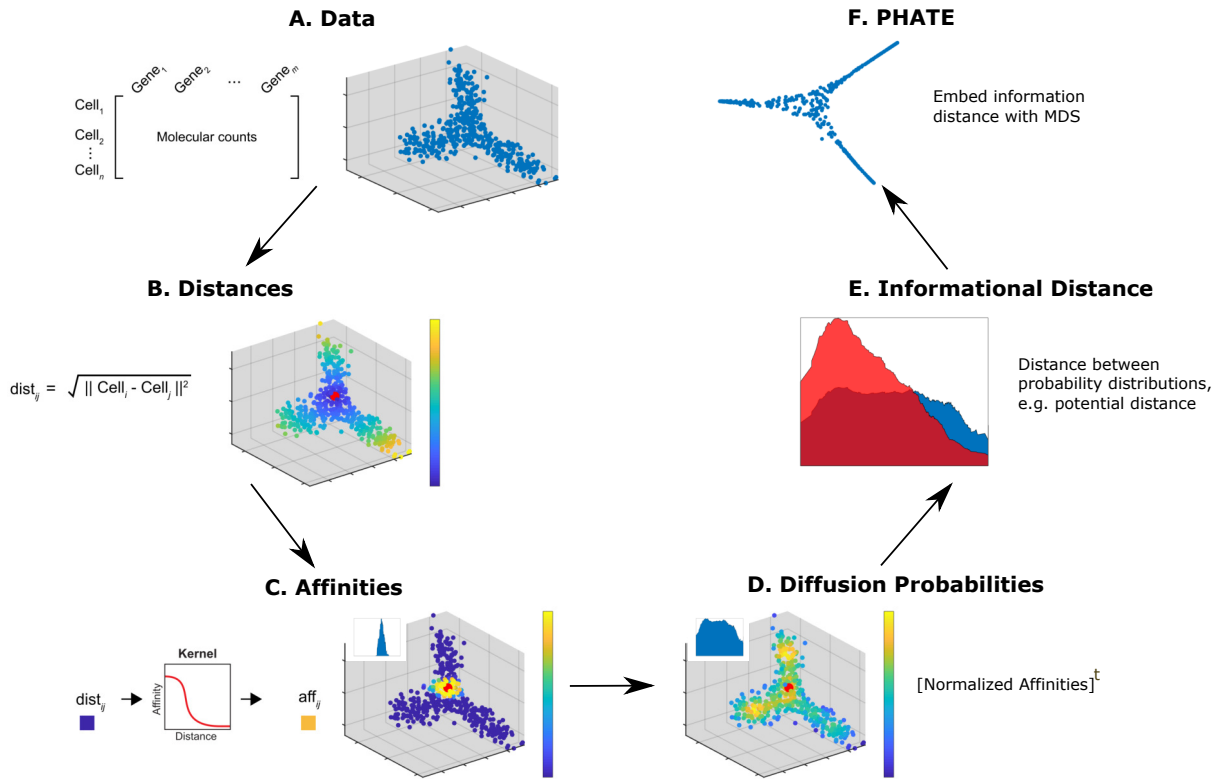 A. Data
Gene1 Gene2 ... Genem
Cell1
Cell2
⋮
Celln
Molecular counts
B. Distances
distij = √ || Celli - Cellj ||²
C. Affinities
Kernel
Affinity
Distance
distij
affij
D. Diffusion Probabilities
[Normalized Affinities]^t
E. Informational Distance
Distance between
probability distributions,
e.g. potential distance
F. PHATE
Embed information
distance with MDS